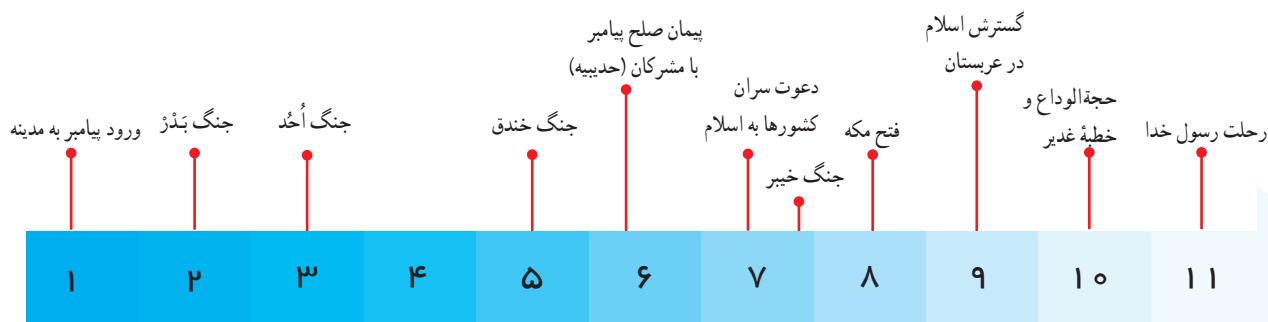 ورود پیامبر به مدینه
جنگ بَدْرْ
جنگ اُحُد
جنگ خندق
پیمان صلح پیامبر
با مشرکان (حدیبیه)
دعوت سران
کشورها به اسلام
جنگ خیبر
فتح مکه
گسترش اسلام
در عربستان
حجةالوداع و
خطبهٔ غدیر
رحلت رسول خدا
۱ ۲ ۳ ۴ ۵ ۶ ۷ ۸ ۹ ۱۰ ۱۱